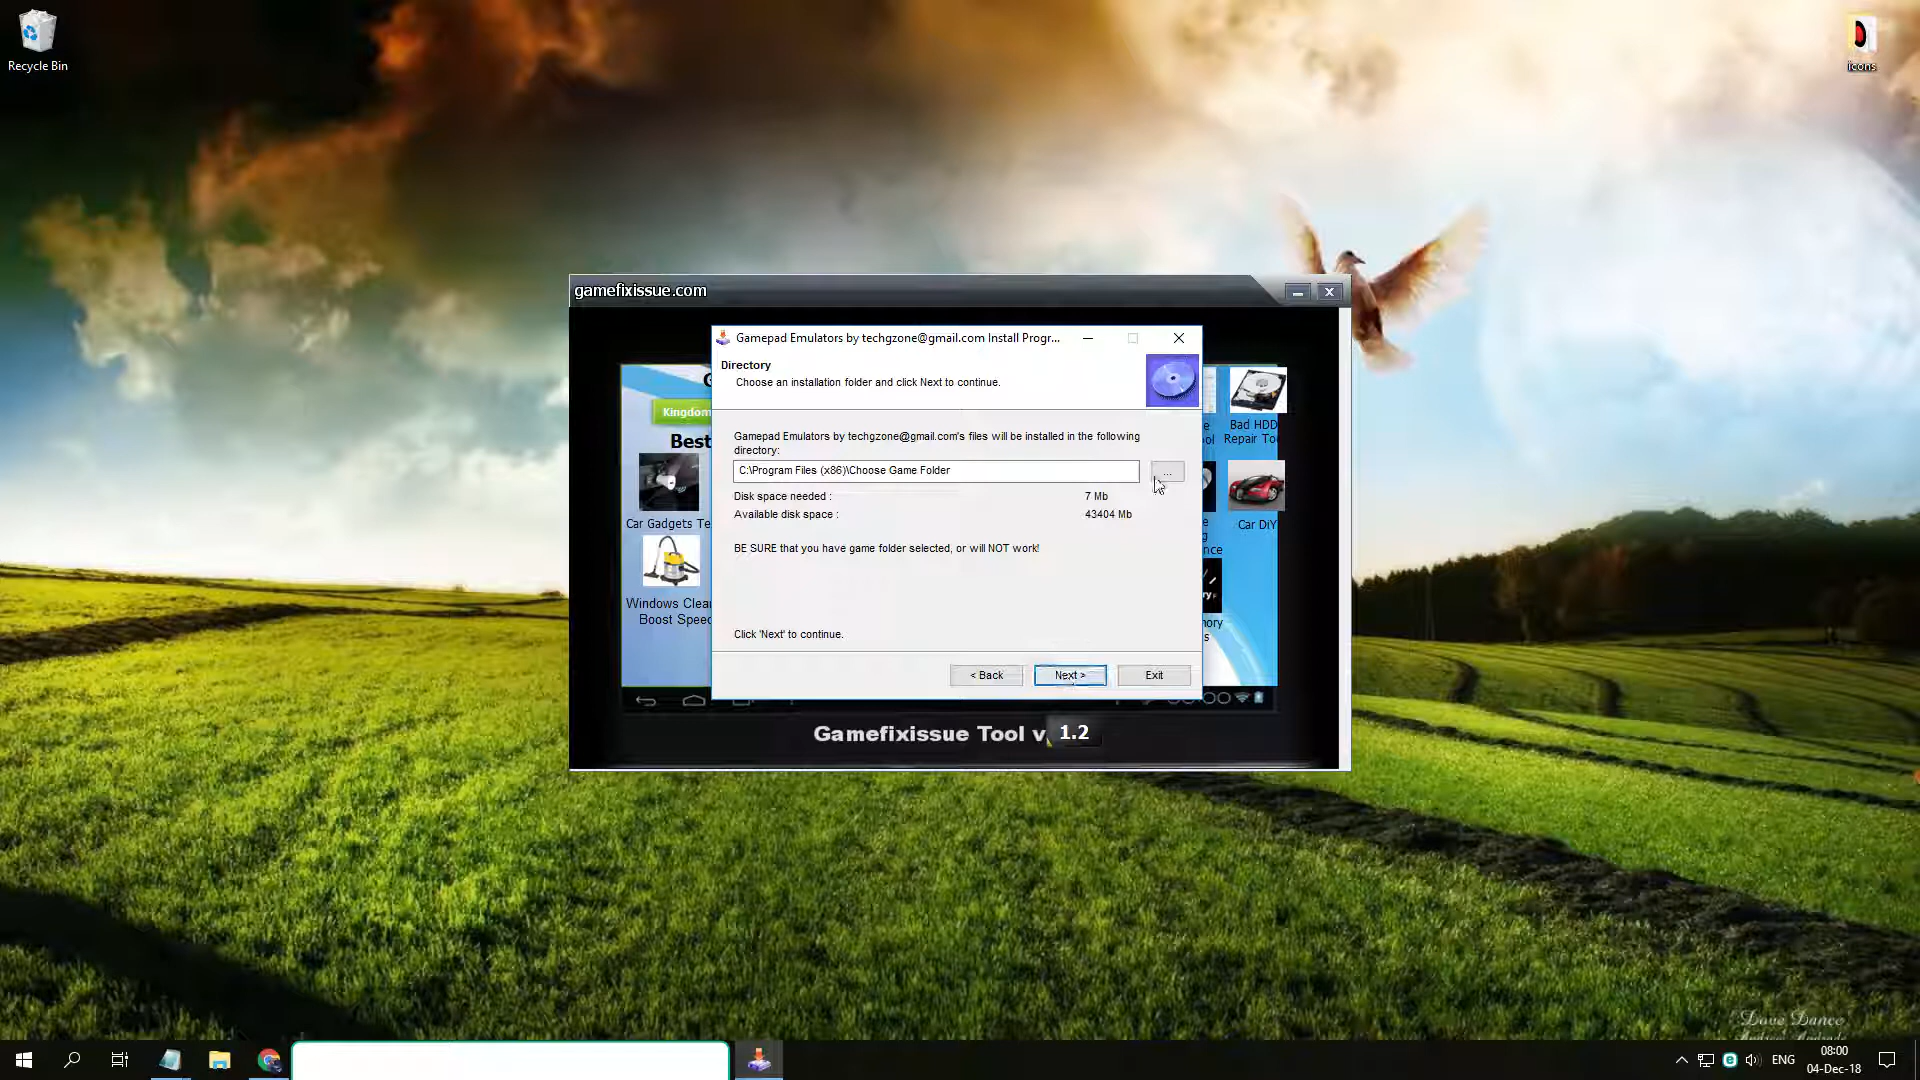 Recycle Bin
icons
gamefixissue.com
Gamepad Emulators by techgzone@gmail.com Install Progr...
Directory
Choose an installation folder and click Next to continue.
Kingdom
Best
Bad HDD
Repair To
Gamepad Emulators by techgzone@gmail.com's files will be installed in the following
directory:
C:\Program Files (x86)\Choose Game Folder
...
Disk space needed :
7 Mb
Available disk space :
43404 Mb
Car Gadgets Te
Car DiY
BE SURE that you have game folder selected, or will NOT work!
Windows Clea
Boost Spee
Click 'Next' to continue.
< Back
Next >
Exit
Gamefixissue Tool v.
1.2
Dove Dance
ENG
08:00
04-Dec-18